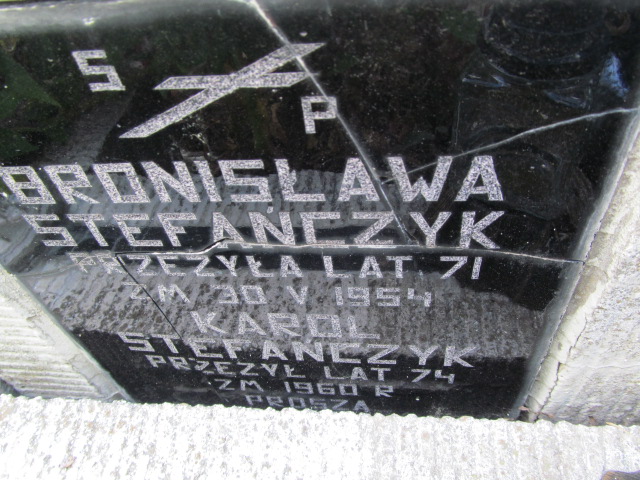 S P
BRONISŁAWA
STEFAŃCZYK
PRZEŻYŁA LAT 71
ZM 30 V 1954
KAROL
STEFAŃCZYK
PRZEŻYŁ LAT 74
ZM 1960 R
PROSZĄ